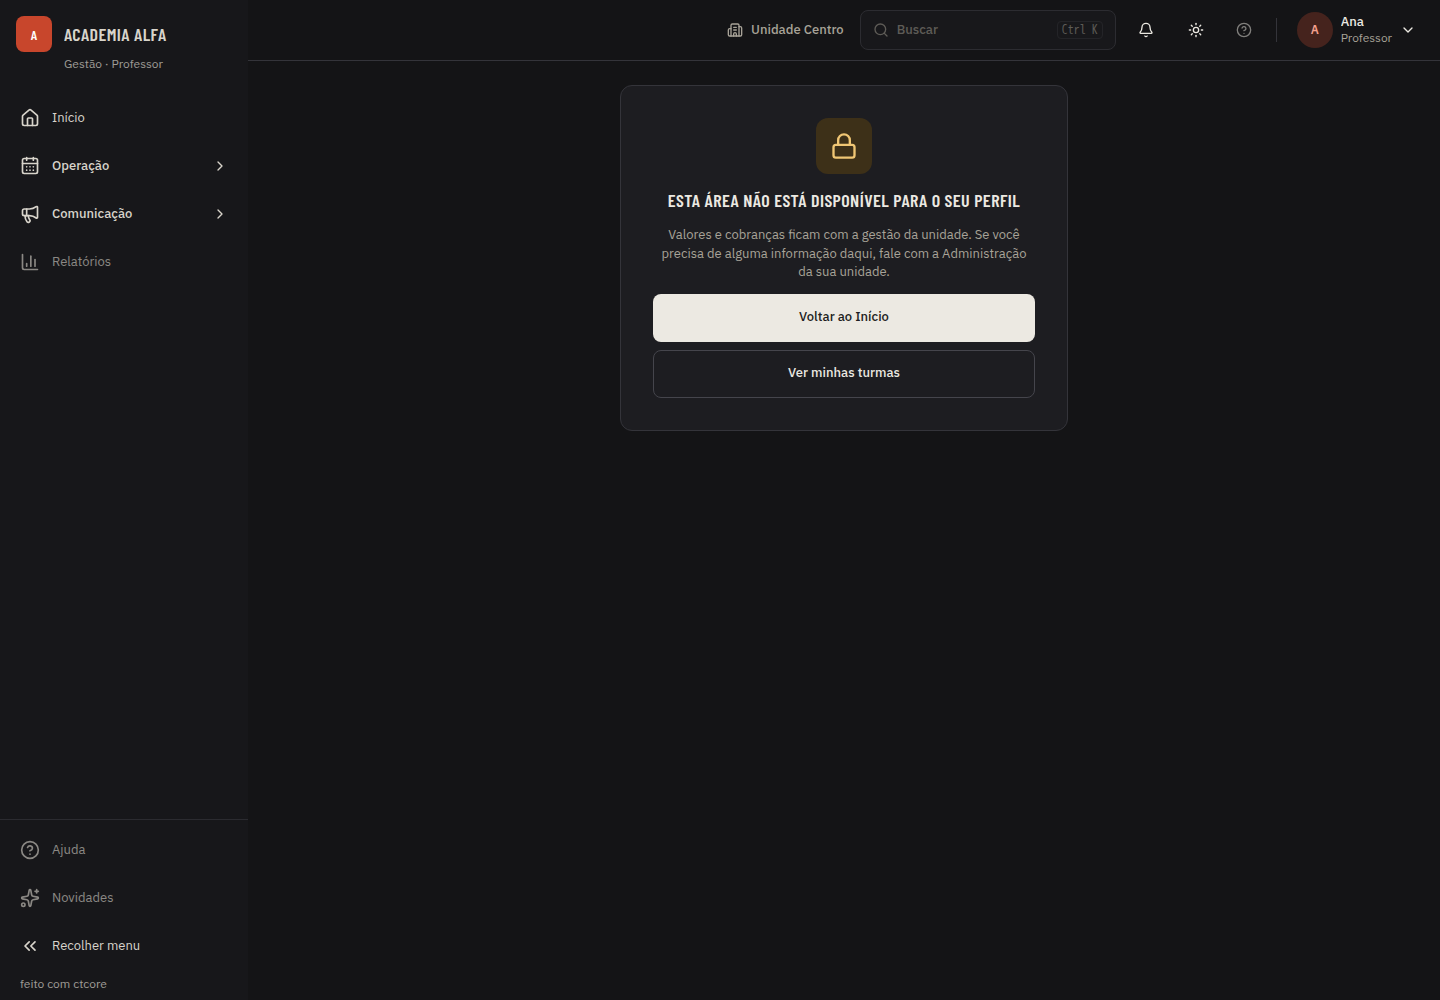 A
ACADEMIA ALFA
Gestão · Professor
Início
Operação
Comunicação
Relatórios
Ajuda
Novidades
Recolher menu
feito com ctcore
Unidade Centro
Buscar
Ctrl K
A
Ana
Professor
ESTA ÁREA NÃO ESTÁ DISPONÍVEL PARA O SEU PERFIL
Valores e cobranças ficam com a gestão da unidade. Se você
precisa de alguma informação daqui, fale com a Administração
da sua unidade.
Voltar ao Início
Ver minhas turmas